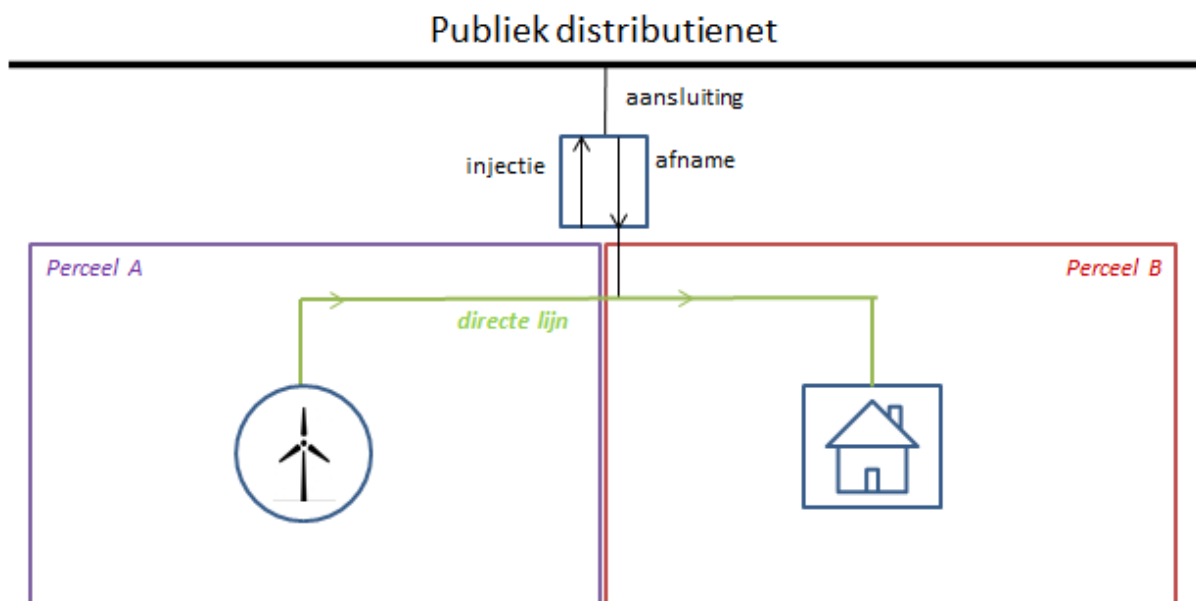 Publiek distributienet
aansluiting
injectie
afname
Perceel A
Perceel B
directe lijn